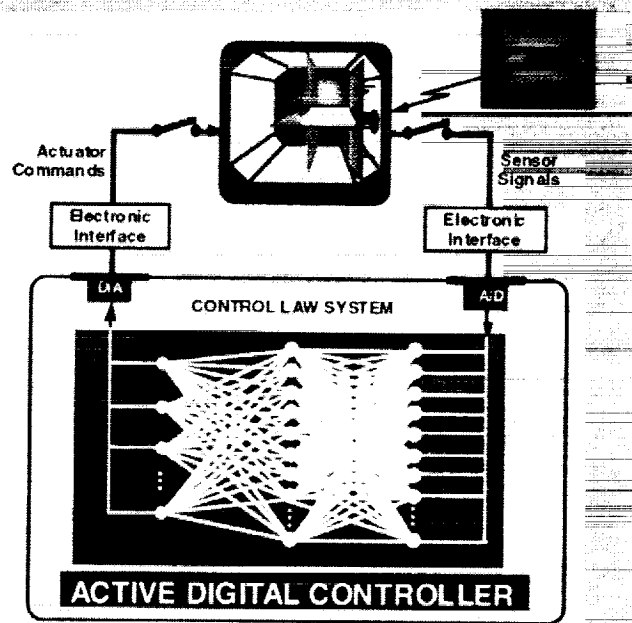 Actuator
Commands
Sensor
Signals
Electronic
Interface
Electronic
Interface
D/A
A/D
CONTROL LAW SYSTEM
ACTIVE DIGITAL CONTROLLER